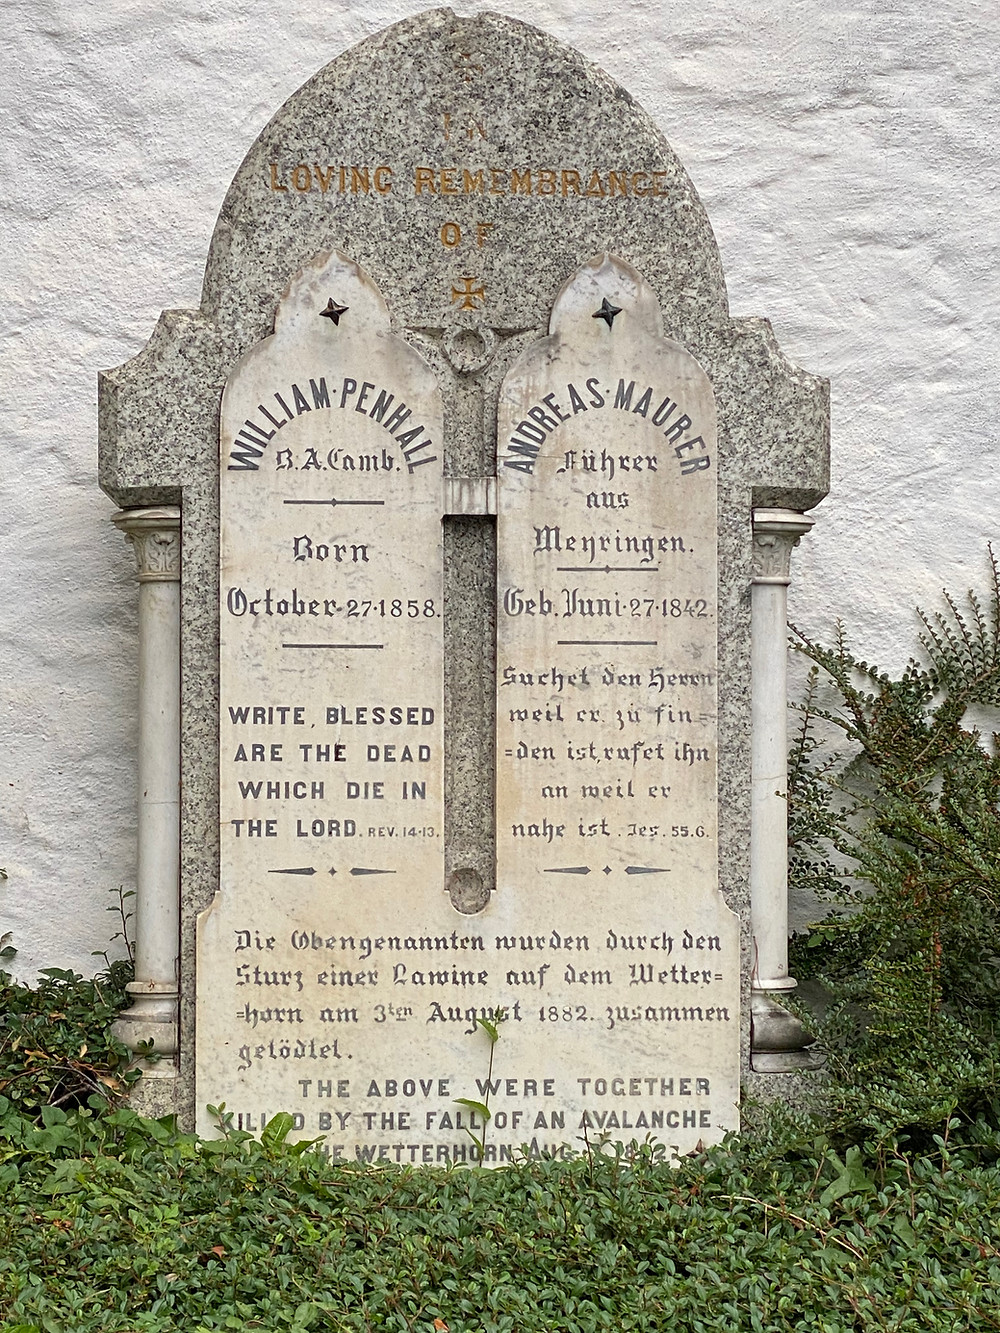 IN
LOVING REMEMBRANCE
OF
WILLIAM·PENHALL
B.A.Camb.
Born
October·27·1858.
WRITE, BLESSED
ARE THE DEAD
WHICH DIE IN
THE LORD. REV. 14·13.
ANDREAS·MAURER
Führer
aus
Meyringen.
Geb. Juni·27·1842.
Suchet den Herrn
weil er zu fin=
=den ist, rufet ihn
an weil er
nahe ist. Jes. 55.6.
Die Obengenannten wurden durch den
Sturz einer Lawine auf dem Wetter=
=horn am 3ten August 1882. zusammen
getödtet.
THE ABOVE WERE TOGETHER
KILLED BY THE FALL OF AN AVALANCHE
WETTERHORN AUG.